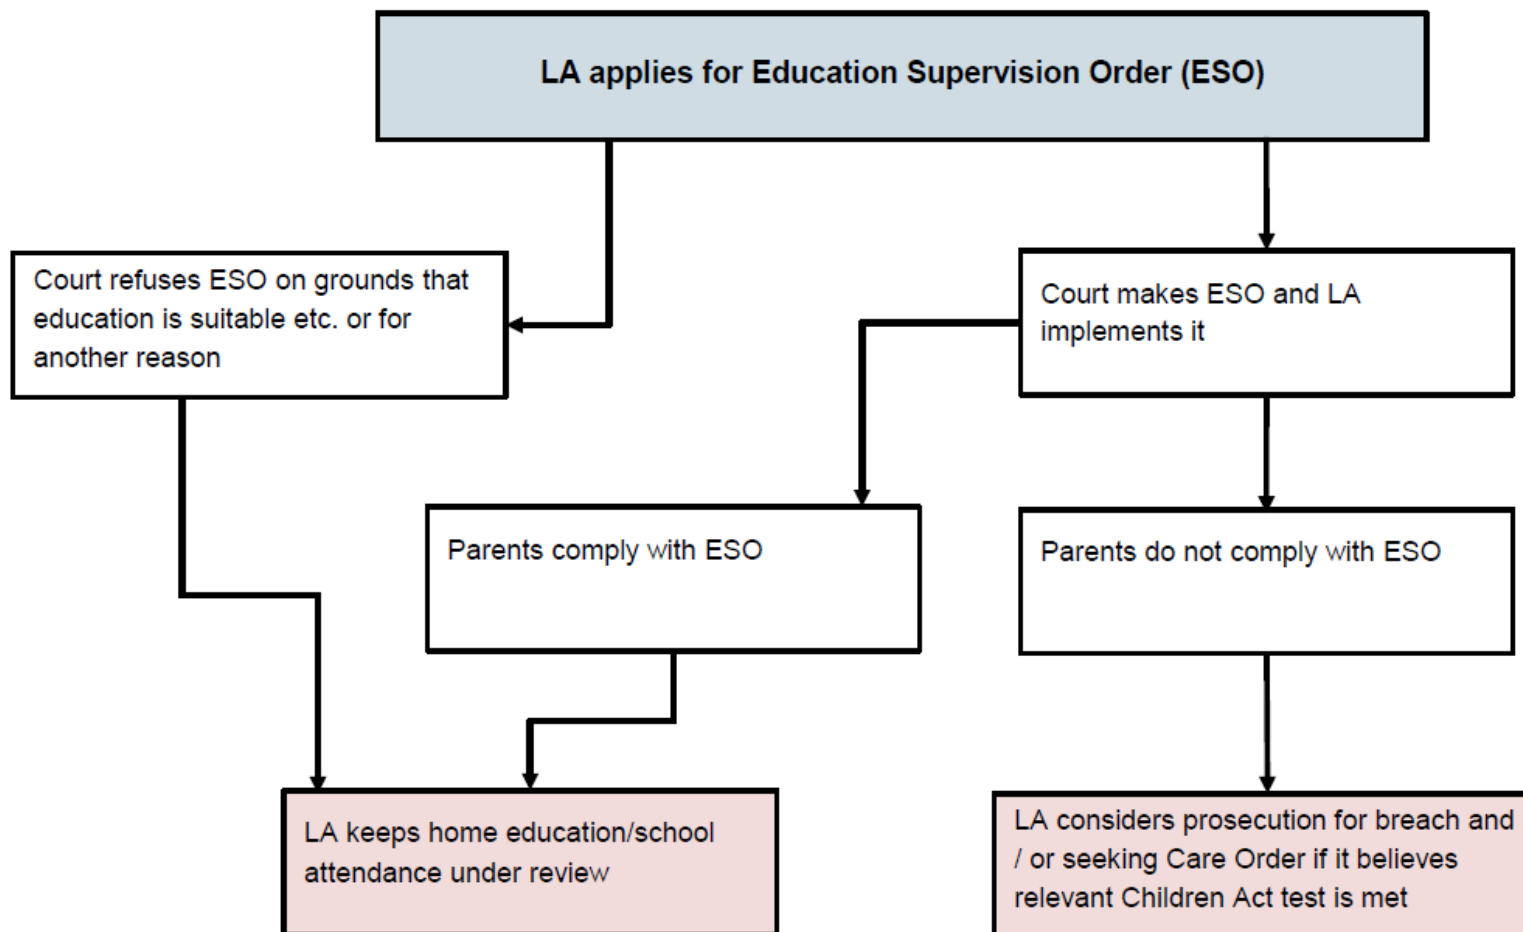 LA applies for Education Supervision Order (ESO)
Court refuses ESO on grounds that
education is suitable etc. or for
another reason
Court makes ESO and LA
implements it
Parents comply with ESO
Parents do not comply with ESO
LA keeps home education/school
attendance under review
LA considers prosecution for breach and
/ or seeking Care Order if it believes
relevant Children Act test is met